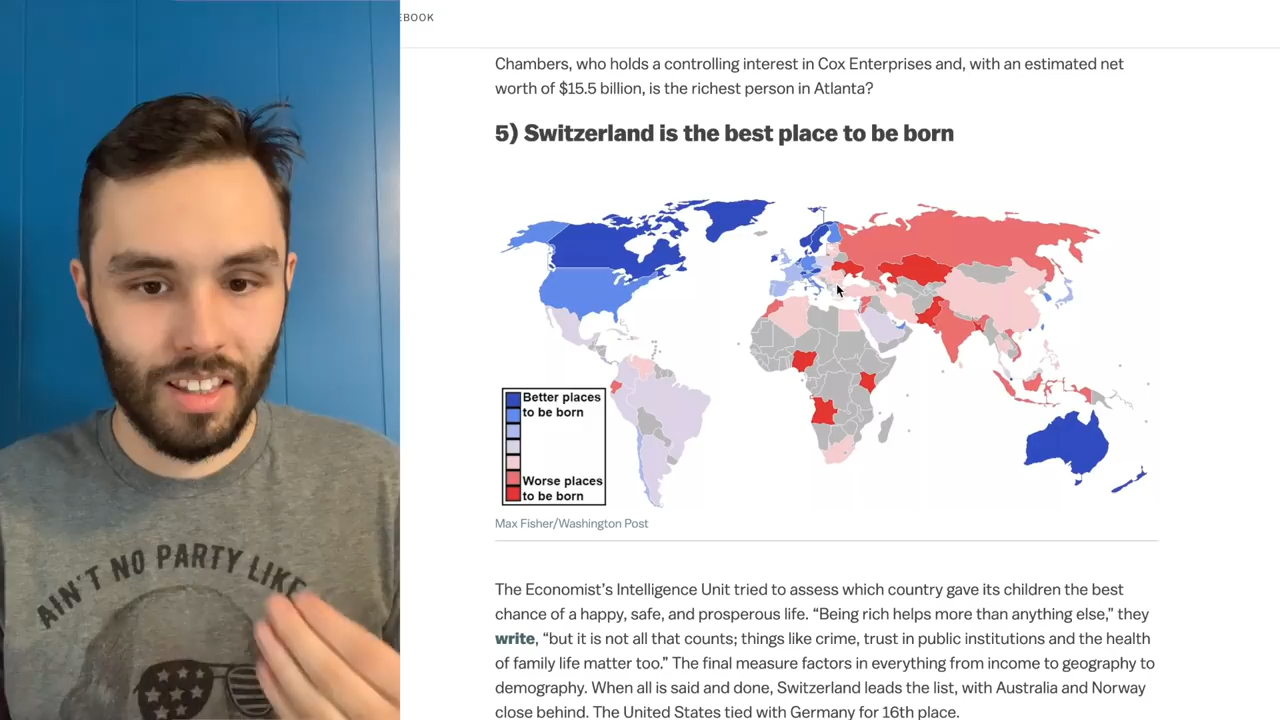 EBOOK
Chambers, who holds a controlling interest in Cox Enterprises and, with an estimated net
worth of $15.5 billion, is the richest person in Atlanta?
5) Switzerland is the best place to be born
Better places
to be born
Worse places
to be born
Max Fisher/Washington Post
The Economist’s Intelligence Unit tried to assess which country gave its children the best
chance of a happy, safe, and prosperous life. “Being rich helps more than anything else,” they
write, “but it is not all that counts; things like crime, trust in public institutions and the health
of family life matter too.” The final measure factors in everything from income to geography to
demography. When all is said and done, Switzerland leads the list, with Australia and Norway
close behind. The United States tied with Germany for 16th place.
AIN'T NO PARTY LIKE